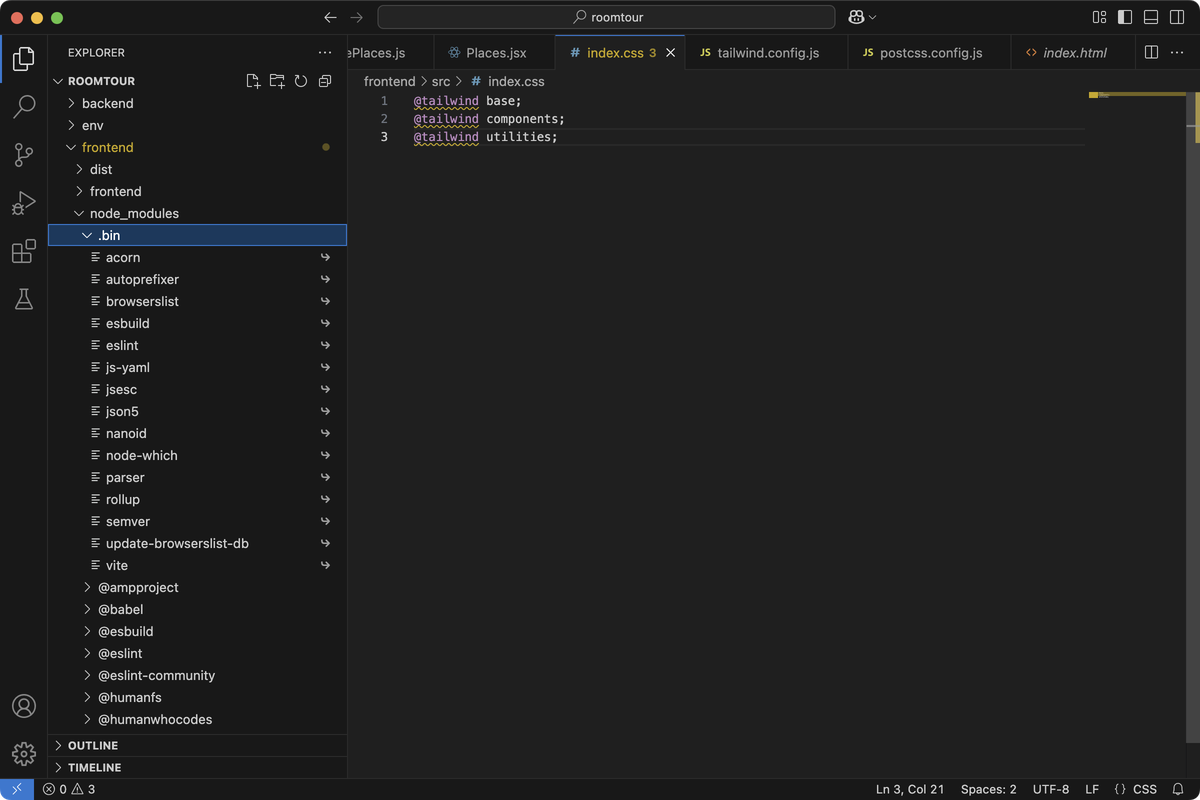 roomtour
EXPLORER
ePlaces.js
Places.jsx
# index.css 3
JS tailwind.config.js
JS postcss.config.js
<> index.html
ROOMTOUR
frontend > src > # index.css
backend
env
frontend
dist
frontend
node_modules
.bin
acorn
autoprefixer
browserslist
esbuild
eslint
js-yaml
jsesc
json5
nanoid
node-which
parser
rollup
semver
update-browserslist-db
vite
@ampproject
@babel
@esbuild
@eslint
@eslint-community
@humanfs
@humanwhocodes
OUTLINE
TIMELINE
1 @tailwind base;
2 @tailwind components;
3 @tailwind utilities;
0 3
Ln 3, Col 21
Spaces: 2
UTF-8
LF
{} CSS